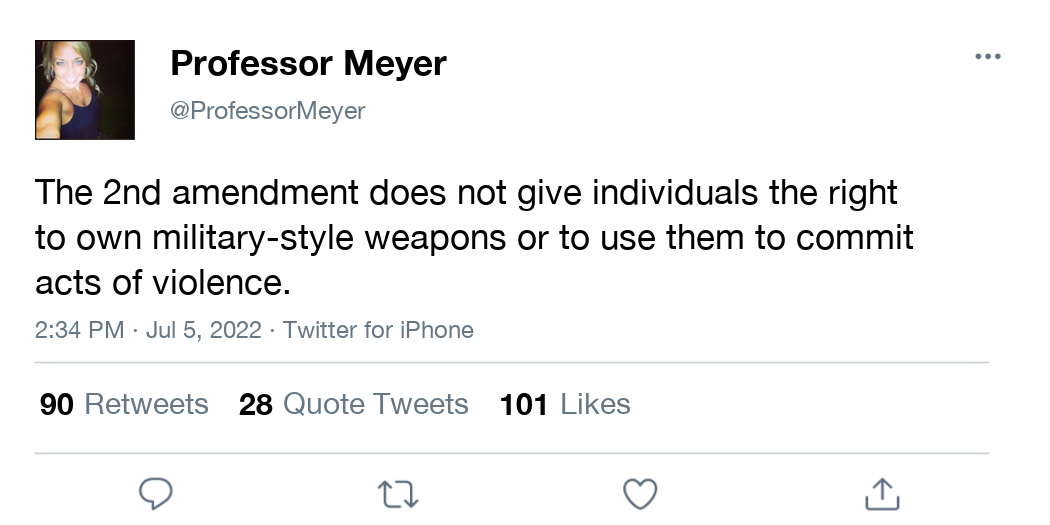 Professor Meyer
@ProfessorMeyer
The 2nd amendment does not give individuals the right
to own military-style weapons or to use them to commit
acts of violence.
2:34 PM · Jul 5, 2022 · Twitter for iPhone
90 Retweets 28 Quote Tweets 101 Likes